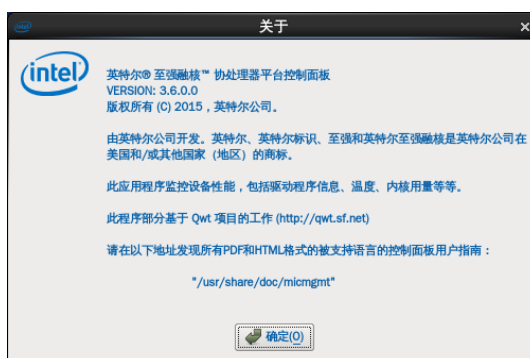 关于
intel
英特尔® 至强融核™ 协处理器平台控制面板
VERSION: 3.6.0.0
版权所有 (C) 2015，英特尔公司。
由英特尔公司开发。英特尔、英特尔标识、至强和英特尔至强融核是英特尔公司在
美国和/或其他国家（地区）的商标。
此应用程序监控设备性能，包括驱动程序信息、温度、内核用量等等。
此程序部分基于 Qwt 项目的工作 (http://qwt.sf.net)
请在以下地址发现所有PDF和HTML格式的被支持语言的控制面板用户指南：
"/usr/share/doc/micmgmt"
确定(O)